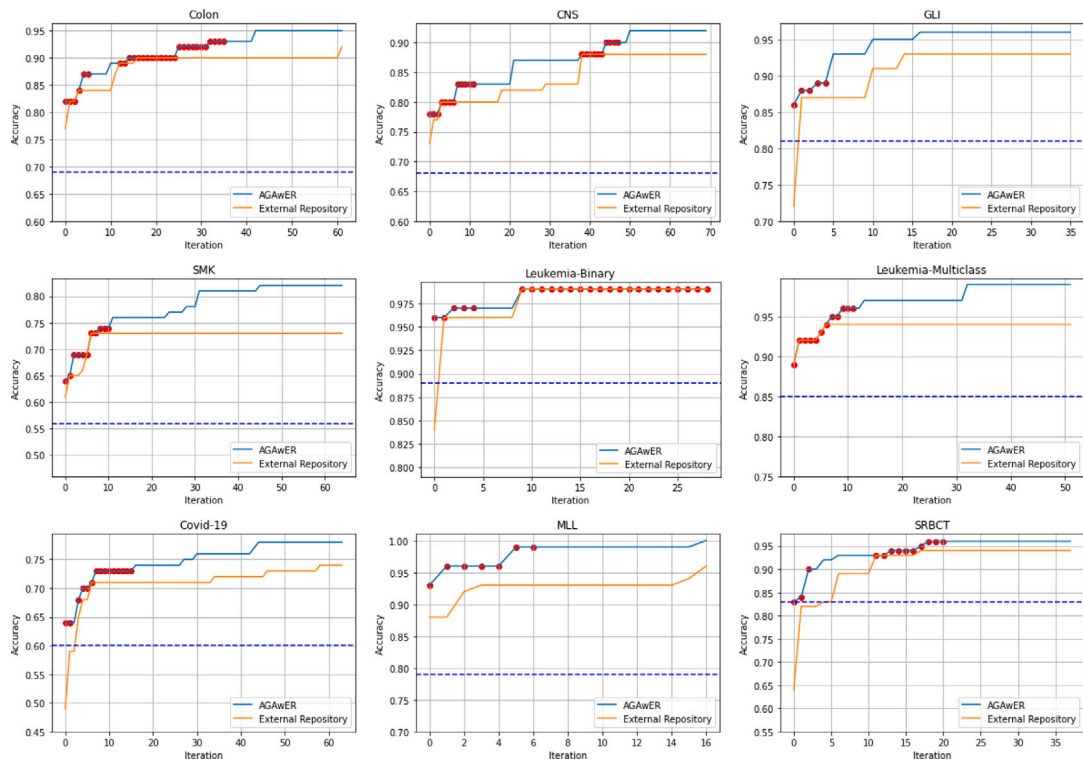 Colon
0.95
0.90
0.85
0.80
0.75
0.70
0.65
0.60
Accuracy
0 10 20 30 40 50 60
Iteration
AGAwER
External Repository
CNS
0.90
0.85
0.80
0.75
0.70
0.65
0.60
Accuracy
0 10 20 30 40 50 60 70
Iteration
AGAwER
External Repository
GLI
0.95
0.90
0.85
0.80
0.75
0.70
Accuracy
0 5 10 15 20 25 30 35
Iteration
AGAwER
External Repository
SMK
0.80
0.75
0.70
0.65
0.60
0.55
0.50
Accuracy
0 10 20 30 40 50 60
Iteration
AGAwER
External Repository
Leukemia-Binary
0.975
0.950
0.925
0.900
0.875
0.850
0.825
0.800
Accuracy
0 5 10 15 20 25
Iteration
AGAwER
External Repository
Leukemia-Multiclass
0.95
0.90
0.85
0.80
0.75
Accuracy
0 10 20 30 40 50
Iteration
AGAwER
External Repository
Covid-19
0.75
0.70
0.65
0.60
0.55
0.50
0.45
Accuracy
0 10 20 30 40 50 60
Iteration
AGAwER
External Repository
MLL
1.00
0.95
0.90
0.85
0.80
0.75
0.70
Accuracy
0 2 4 6 8 10 12 14 16
Iteration
AGAwER
External Repository
SRBCT
0.95
0.90
0.85
0.80
0.75
0.70
0.65
0.60
0.55
Accuracy
0 5 10 15 20 25 30 35
Iteration
AGAwER
External Repository